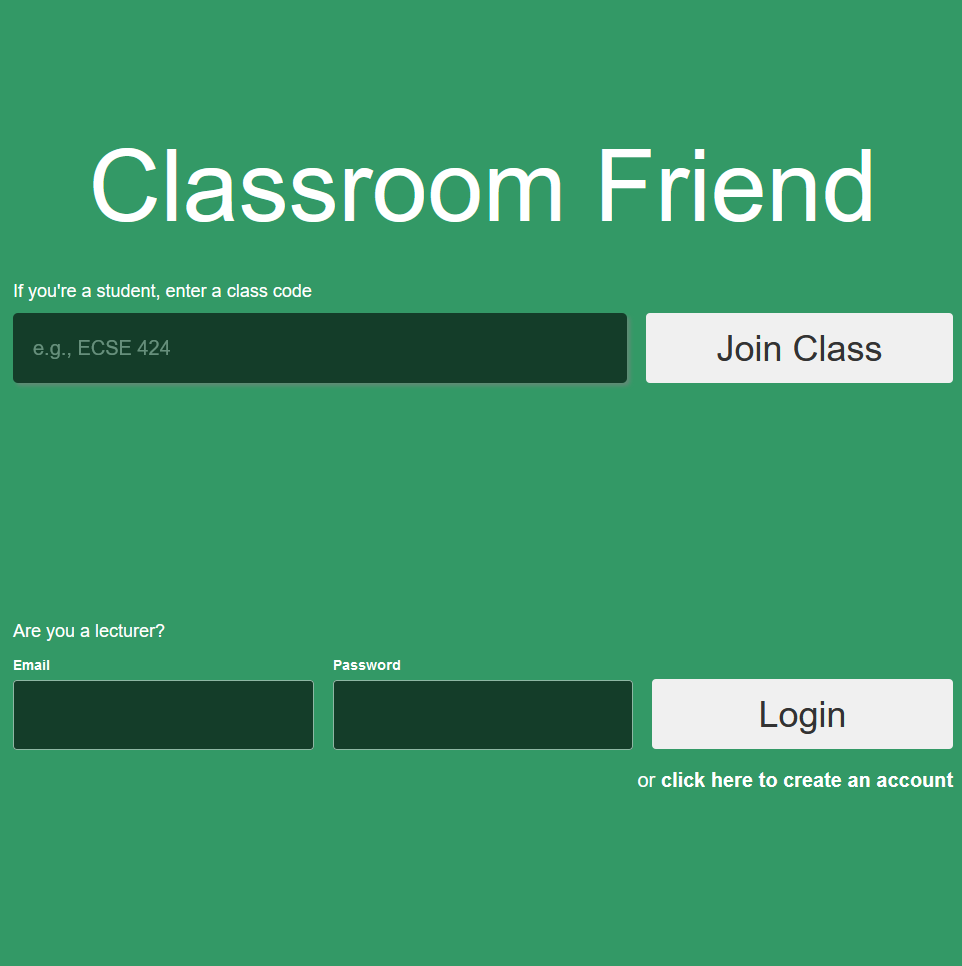 Classroom Friend
If you're a student, enter a class code
e.g., ECSE 424
Join Class
Are you a lecturer?
Email
Password
Login
or click here to create an account